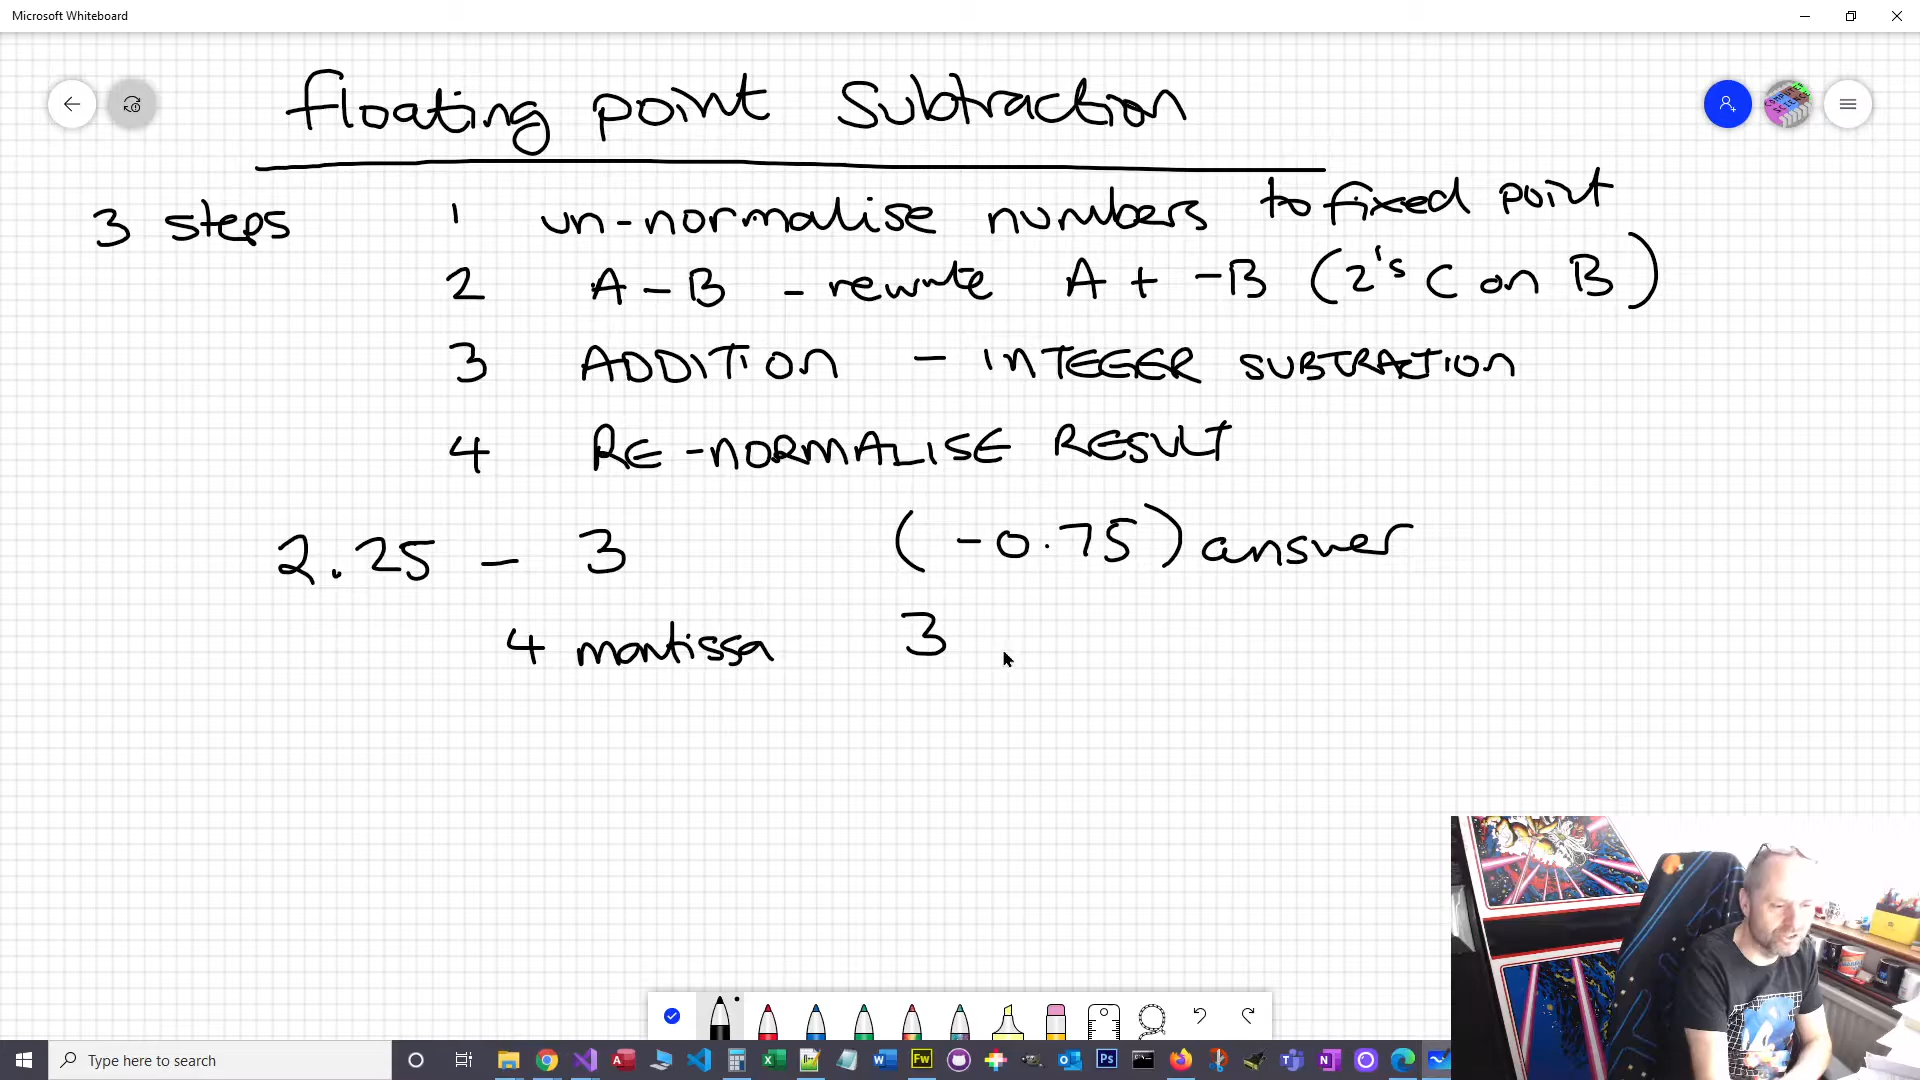 Microsoft Whiteboard
floating point Subtraction
3 steps 1 un-normalise numbers to fixed point
2 A - B - rewrite A + -B (2's C on B)
3 ADDITION - INTEGER SUBTRACTION
4 RE-NORMALISE RESULT
2.25 - 3 (-0.75) answer
4 mantissa 3
Type here to search